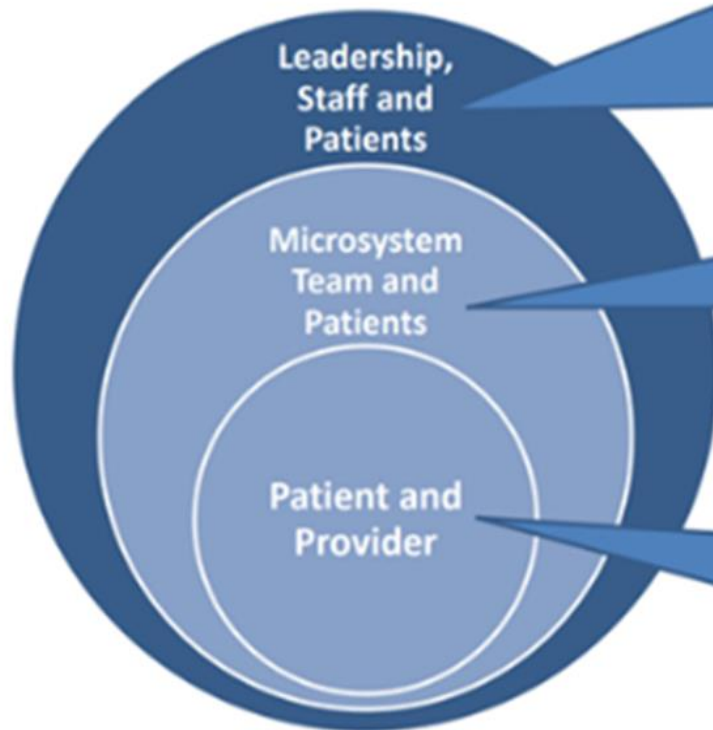 Leadership,
Staff and
Patients
Microsystem
Team and
Patients
Patient and
Provider